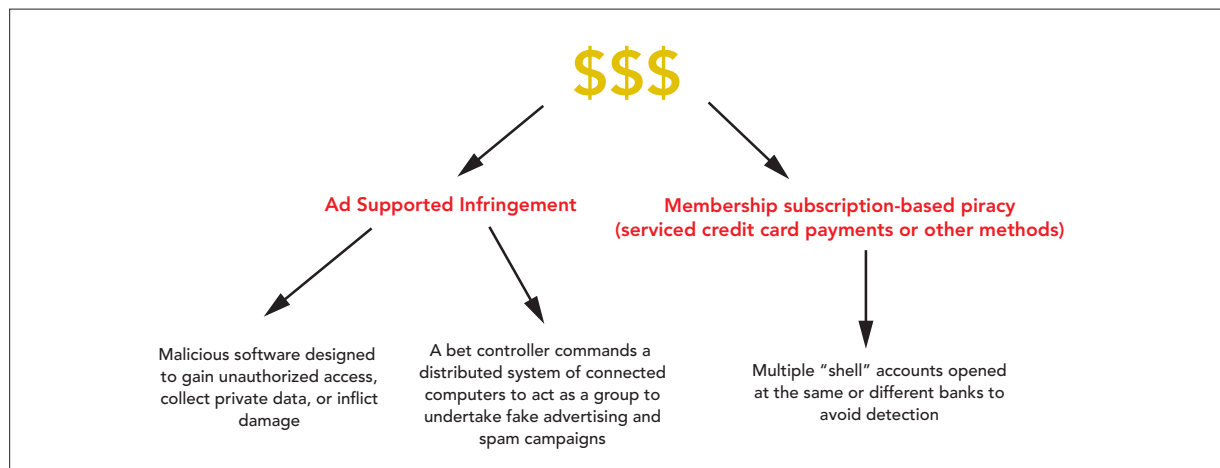 $$$
Ad Supported Infringement
Membership subscription-based piracy
(serviced credit card payments or other methods)
Malicious software designed
to gain unauthorized access,
collect private data, or inflict
damage
A bet controller commands a
distributed system of connected
computers to act as a group to
undertake fake advertising and
spam campaigns
Multiple “shell” accounts opened
at the same or different banks to
avoid detection